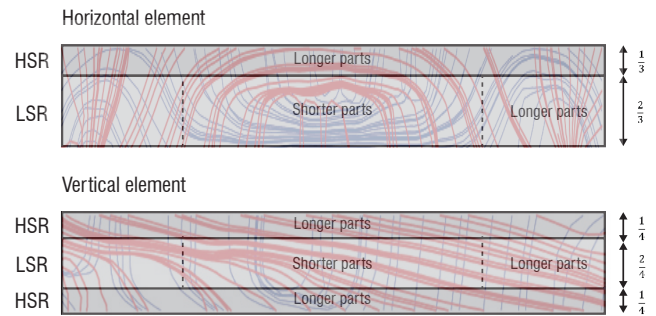 Horizontal element
HSR Longer parts 1/3
LSR Shorter parts Longer parts 2/3
Vertical element
HSR Longer parts 1/4
LSR Shorter parts Longer parts 2/4
HSR Longer parts 1/4